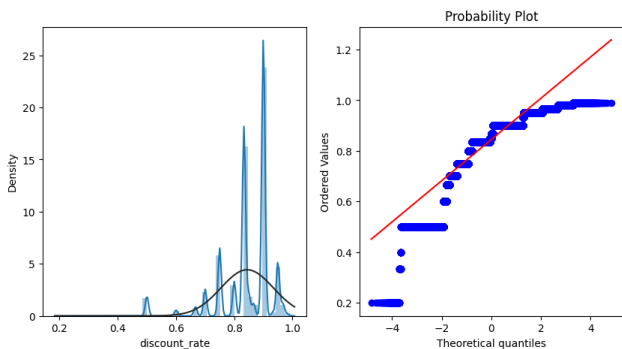 25
20
15
10
5
0
Density
0.2 0.4 0.6 0.8 1.0
discount_rate
Probability Plot
1.2
1.0
0.8
0.6
0.4
0.2
Ordered Values
−4 −2 0 2 4
Theoretical quantiles